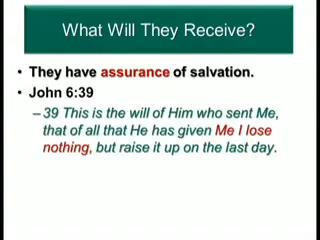 What Will They Receive?
• They have assurance of salvation.
• John 6:39
– 39 This is the will of Him who sent Me,
that of all that He has given Me I lose
nothing, but raise it up on the last day.